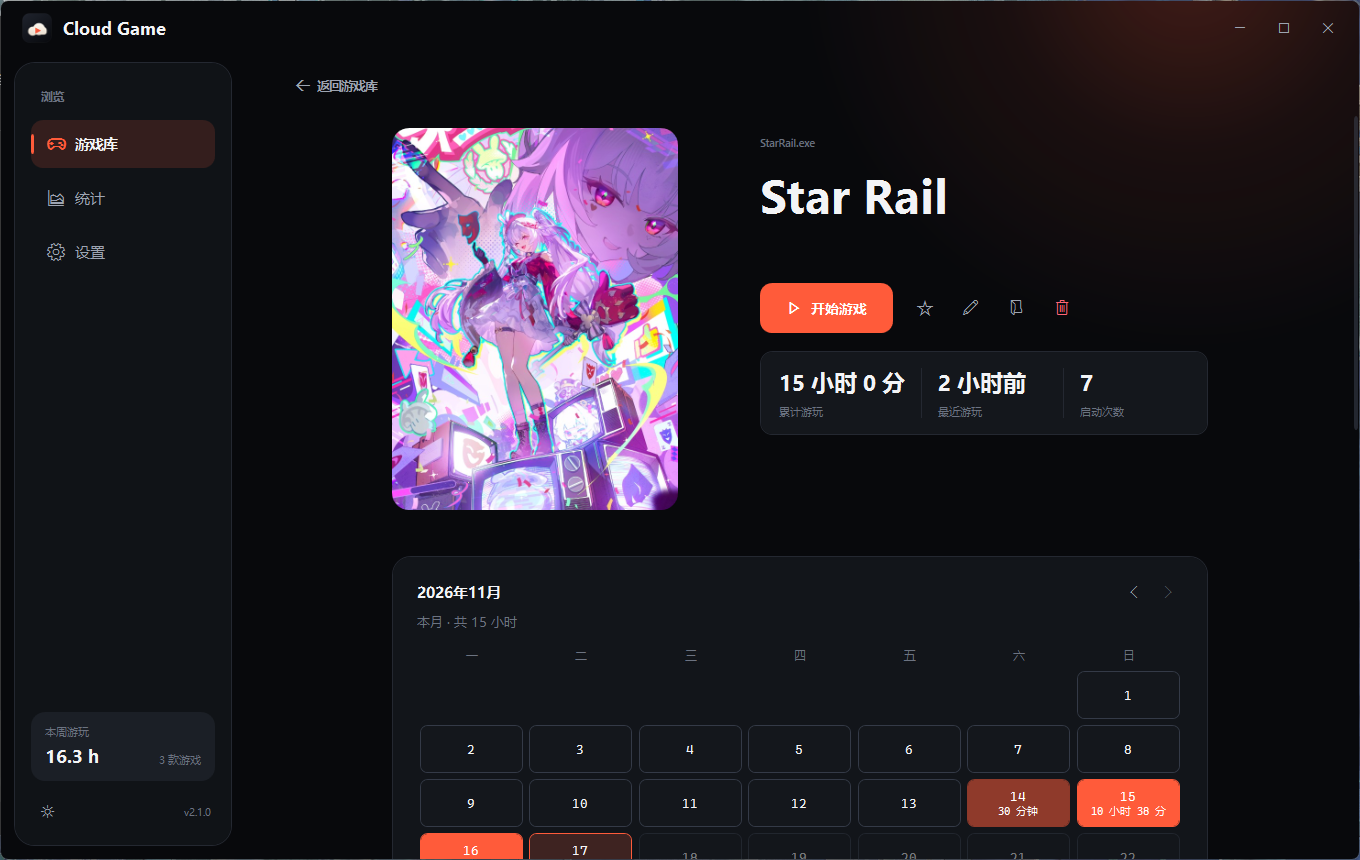 Cloud Game
浏览
游戏库
统计
设置
本周游玩
16.3 h
3 款游戏
v2.1.0
返回游戏库
StarRail.exe
Star Rail
开始游戏
15 小时 0 分
累计游玩
2 小时前
最近游玩
7
启动次数
2026年11月
本月 · 共 15 小时
一 二 三 四 五 六 日
1
2 3 4 5 6 7 8
9 10 11 12 13 14 15
30 分钟 10 小时 38 分
16 17 18 19 20 21 22